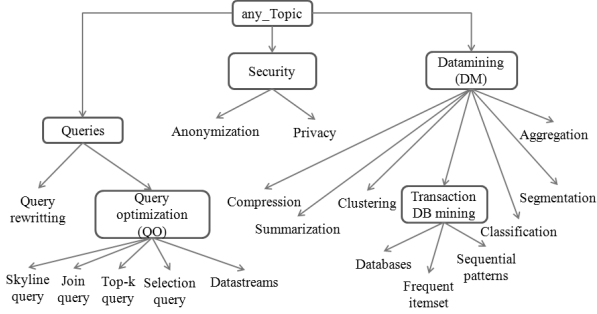 any_Topic
Security
Datamining
(DM)
Queries
Anonymization
Privacy
Aggregation
Query
rewritting
Query
optimization
(QO)
Compression
Summarization
Clustering
Transaction
DB mining
Classification
Segmentation
Skyline
query
Join
query
Top-k
query
Selection
query
Datastreams
Databases
Frequent
itemset
Sequential
patterns